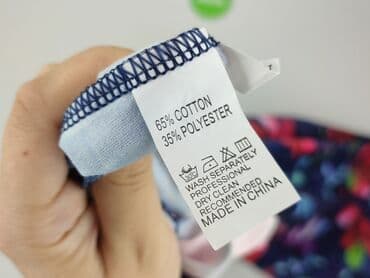 65% COTTON
35% POLYESTER
WASH SEPARATELY
PROFESSIONAL
DRY CLEAN
RECOMMENDED
MADE IN CHINA